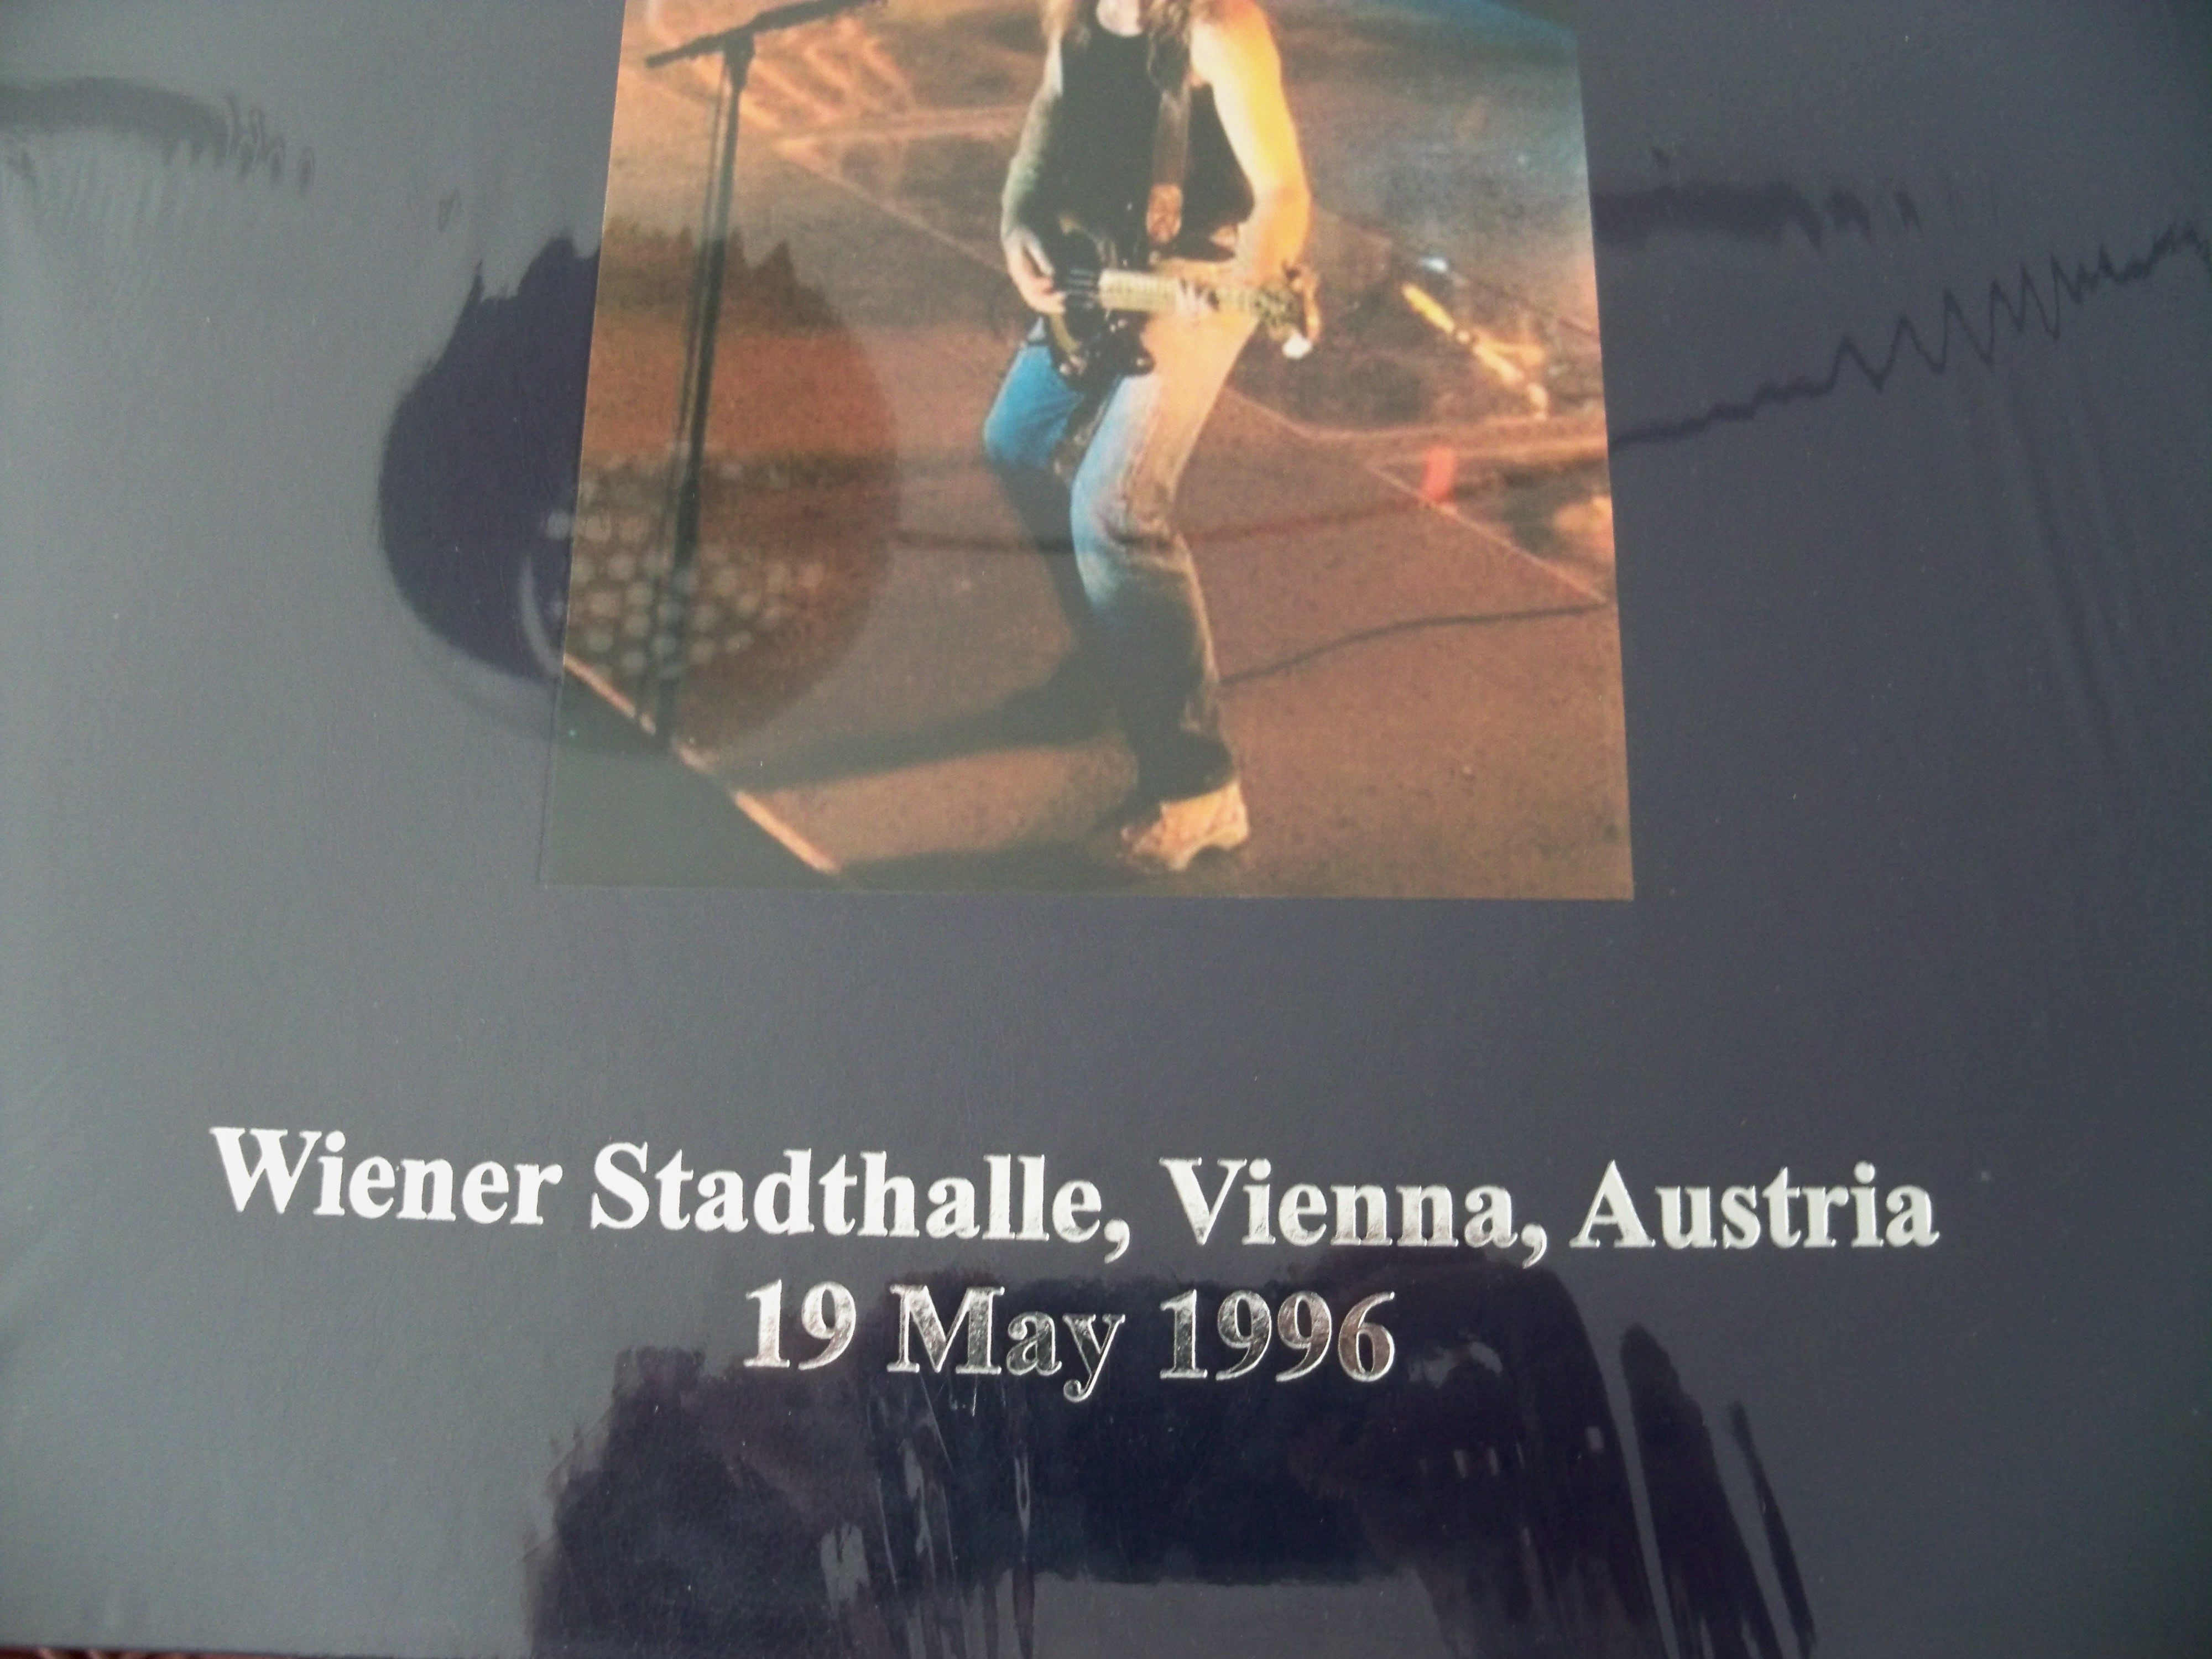 Wiener Stadthalle, Vienna, Austria
19 May 1996